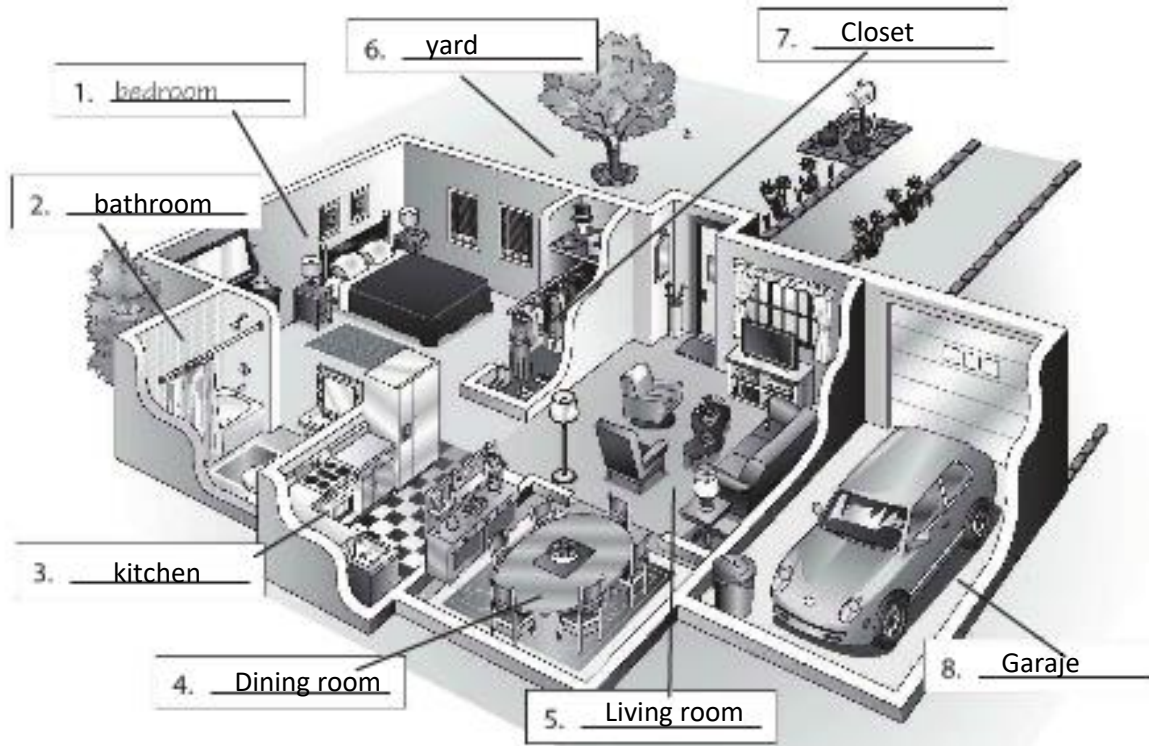 1. bedroom
2. bathroom
3. kitchen
4. Dining room
5. Living room
6. yard
7. Closet
8. Garaje